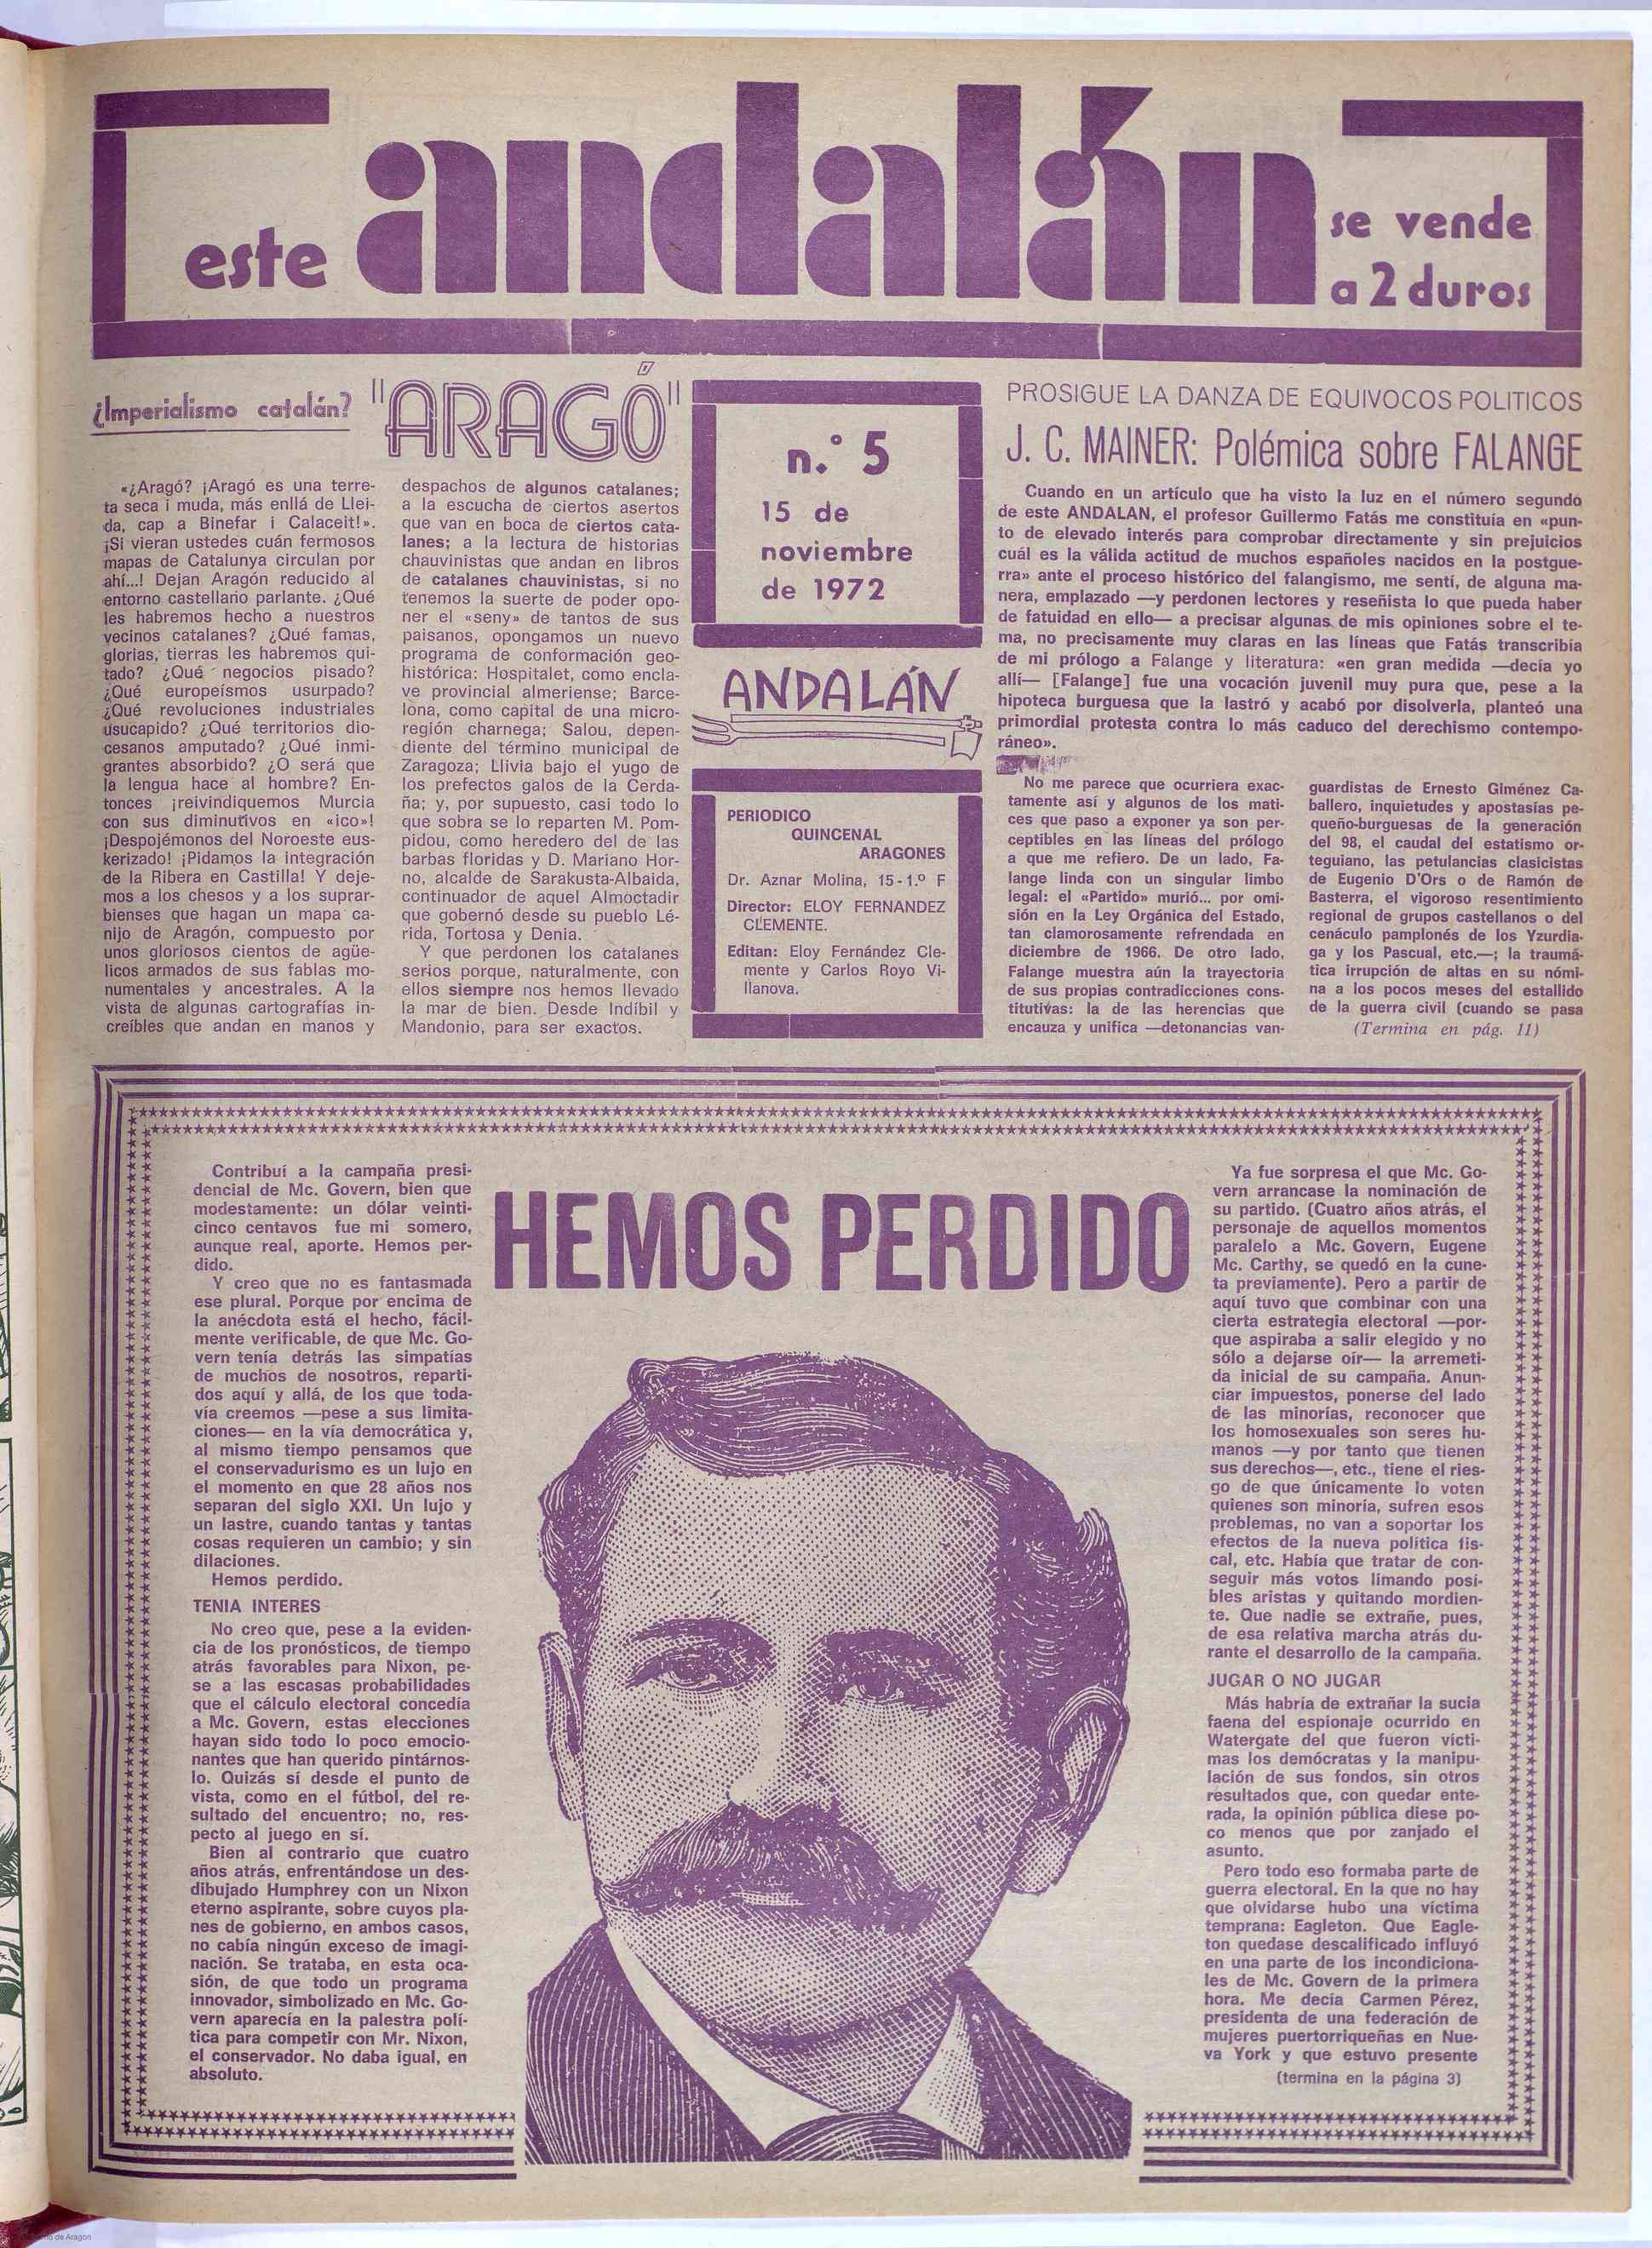 este andalán se vende
a 2 duros
¿Imperialismo catalán? "ARAGÓ"
«¿Aragó? ¡Aragó es una terre-
ta seca i muda, más enllá de Llei-
da, cap a Binefar i Calaceit!».
¡Si vieran ustedes cuán fermosos
mapas de Catalunya circulan por
ahí...! Dejan Aragón reducido al
entorno castellano parlante. ¿Qué
les habremos hecho a nuestros
vecinos catalanes? ¿Qué famas,
glorias, tierras les habremos qui-
tado? ¿Qué negocios pisado?
¿Qué europeísmos usurpado?
¿Qué revoluciones industriales
usucapido? ¿Qué territorios dio-
cesanos amputado? ¿Qué inmi-
grantes absorbido? ¿O será que
la lengua hace al hombre? En-
tonces ¡reivindiquemos Murcia
con sus diminutivos en «ico»!
¡Despojémonos del Noroeste eus-
kerizado! ¡Pidamos la integración
de la Ribera en Castilla! Y deje-
mos a los chesos y a los suprar-
bienses que hagan un mapa ca-
nijo de Aragón, compuesto por
unos gloriosos cientos de agüe-
licos armados de sus fablas mo-
numentales y ancestrales. A la
vista de algunas cartografías in-
creíbles que andan en manos y
despachos de algunos catalanes;
a la escucha de ciertos asertos
que van en boca de ciertos cata-
lanes; a la lectura de historias
chauvinistas que andan en libros
de catalanes chauvinistas, si no
tenemos la suerte de poder opo-
ner el «seny» de tantos de sus
paisanos, opongamos un nuevo
programa de conformación geo-
histórica: Hospitalet, como encla-
ve provincial almeriense; Barce-
lona, como capital de una micro-
región charnega; Salou, depen-
diente del término municipal de
Zaragoza; Llivia bajo el yugo de
los prefectos galos de la Cerda-
ña; y, por supuesto, casi todo lo
que sobra se lo reparten M. Pom-
pidou, como heredero del de las
barbas floridas y D. Mariano Hor-
no, alcalde de Sarakusta-Albaida,
continuador de aquel Almoctadir
que gobernó desde su pueblo Lé-
rida, Tortosa y Denia.
Y que perdonen los catalanes
serios porque, naturalmente, con
ellos siempre nos hemos llevado
la mar de bien. Desde Indíbil y
Mandonio, para ser exactos.
n.° 5
15 de
noviembre
de 1972
ANDALÁN
PERIODICO
QUINCENAL
ARAGONES
Dr. Aznar Molina, 15-1.º F
Director: ELOY FERNANDEZ
CLEMENTE.
Editan: Eloy Fernández Cle-
mente y Carlos Royo Vi-
llanova.
PROSIGUE LA DANZA DE EQUIVOCOS POLITICOS
J. C. MAINER: Polémica sobre FALANGE
Cuando en un artículo que ha visto la luz en el número segundo
de este ANDALAN, el profesor Guillermo Fatás me constituía en «pun-
to de elevado interés para comprobar directamente y sin prejuicios
cuál es la válida actitud de muchos españoles nacidos en la postgue-
rra» ante el proceso histórico del falangismo, me sentí, de alguna ma-
nera, emplazado —y perdonen lectores y reseñista lo que pueda haber
de fatuidad en ello— a precisar algunas de mis opiniones sobre el te-
ma, no precisamente muy claras en las líneas que Fatás transcribía
de mi prólogo a Falange y literatura: «en gran medida —decía yo
allí— [Falange] fue una vocación juvenil muy pura que, pese a la
hipoteca burguesa que la lastró y acabó por disolverla, planteó una
primordial protesta contra lo más caduco del derechismo contempo-
ráneo».
No me parece que ocurriera exac-
tamente así y algunos de los mati-
ces que paso a exponer ya son per-
ceptibles en las líneas del prólogo
a que me refiero. De un lado, Fa-
lange linda con un singular limbo
legal: el «Partido» murió... por omi-
sión en la Ley Orgánica del Estado,
tan clamorosamente refrendada en
diciembre de 1966. De otro lado,
Falange muestra aún la trayectoria
de sus propias contradicciones cons-
titutivas: la de las herencias que
encauza y unifica —detonancias van-
guardistas de Ernesto Giménez Ca-
ballero, inquietudes y apostasías pe-
queño-burguesas de la generación
del 98, el caudal del estatismo or-
teguiano, las petulancias clasicistas
de Eugenio D'Ors o de Ramón de
Basterra, el vigoroso resentimiento
regional de grupos castellanos o del
cenáculo pamplonés de los Yzurdia-
ga y los Pascual, etc.—; la traumá-
tica irrupción de altas en su nómi-
na a los pocos meses del estallido
de la guerra civil (cuando se pasa
(Termina en pág. 11)
HEMOS PERDIDO
Contribuí a la campaña presi-
dencial de Mc. Govern, bien que
modestamente: un dólar veinti-
cinco centavos fue mi somero,
aunque real, aporte. Hemos per-
dido.
Y creo que no es fantasmada
ese plural. Porque por encima de
la anécdota está el hecho, fácil-
mente verificable, de que Mc. Go-
vern tenía detrás las simpatías
de muchos de nosotros, reparti-
dos aquí y allá, de los que toda-
vía creemos —pese a sus limita-
ciones— en la vía democrática y,
al mismo tiempo pensamos que
el conservadurismo es un lujo en
el momento en que 28 años nos
separan del siglo XXI. Un lujo y
un lastre, cuando tantas y tantas
cosas requieren un cambio; y sin
dilaciones.
Hemos perdido.
TENIA INTERES
No creo que, pese a la eviden-
cia de los pronósticos, de tiempo
atrás favorables para Nixon, pe-
se a las escasas probabilidades
que el cálculo electoral concedía
a Mc. Govern, estas elecciones
hayan sido todo lo poco emocio-
nantes que han querido pintárnos-
lo. Quizás sí desde el punto de
vista, como en el fútbol, del re-
sultado del encuentro; no, res-
pecto al juego en sí.
Bien al contrario que cuatro
años atrás, enfrentándose un des-
dibujado Humphrey con un Nixon
eterno aspirante, sobre cuyos pla-
nes de gobierno, en ambos casos,
no cabía ningún exceso de imagi-
nación. Se trataba, en esta oca-
sión, de que todo un programa
innovador, simbolizado en Mc. Go-
vern aparecía en la palestra polí-
tica para competir con Mr. Nixon,
el conservador. No daba igual, en
absoluto.
Ya fue sorpresa el que Mc. Go-
vern arrancase la nominación de
su partido. (Cuatro años atrás, el
personaje de aquellos momentos
paralelo a Mc. Govern, Eugene
Mc. Carthy, se quedó en la cune-
ta previamente). Pero a partir de
aquí tuvo que combinar con una
cierta estrategia electoral —por-
que aspiraba a salir elegido y no
sólo a dejarse oír— la arremeti-
da inicial de su campaña. Anun-
ciar impuestos, ponerse del lado
de las minorías, reconocer que
los homosexuales son seres hu-
manos —y por tanto que tienen
sus derechos—, etc., tiene el ries-
go de que únicamente lo voten
quienes son minoría, sufren esos
problemas, no van a soportar los
efectos de la nueva política fis-
cal, etc. Había que tratar de con-
seguir más votos limando posi-
bles aristas y quitando mordien-
te. Que nadie se extrañe, pues,
de esa relativa marcha atrás du-
rante el desarrollo de la campaña.
JUGAR O NO JUGAR
Más habría de extrañar la sucia
faena del espionaje ocurrido en
Watergate del que fueron vícti-
mas los demócratas y la manipu-
lación de sus fondos, sin otros
resultados que, con quedar ente-
rada, la opinión pública diese po-
co menos que por zanjado el
asunto.
Pero todo eso formaba parte de
guerra electoral. En la que no hay
que olvidarse hubo una víctima
temprana: Eagleton. Que Eagle-
ton quedase descalificado influyó
en una parte de los incondiciona-
les de Mc. Govern de la primera
hora. Me decía Carmen Pérez,
presidenta de una federación de
mujeres puertorriqueñas en Nue-
va York y que estuvo presente
(termina en la página 3)